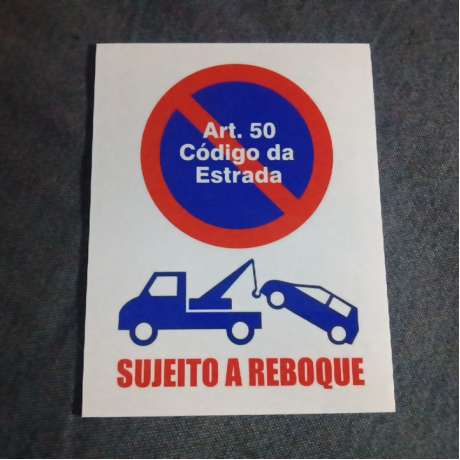 Art. 50
Código da
Estrada
SUJEITO A REBOQUE